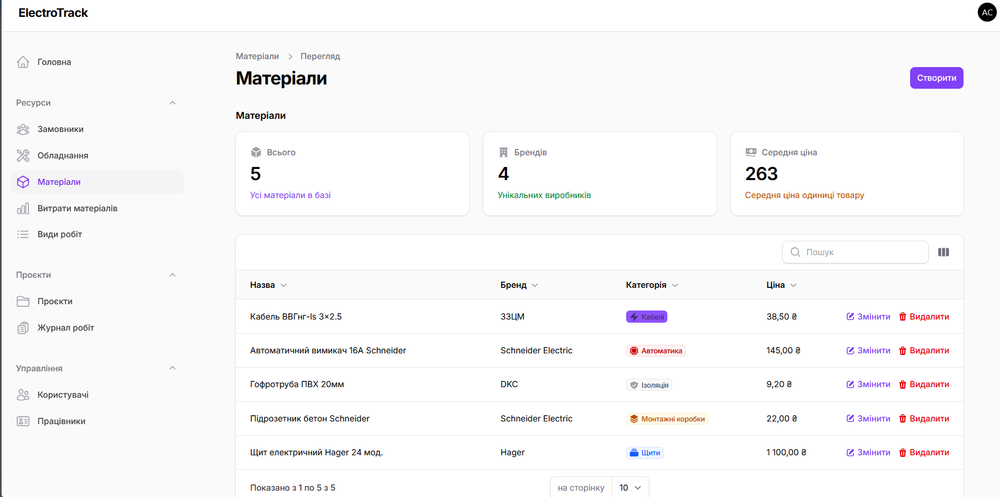 ElectroTrack
AC
Головна
Ресурси
Замовники
Обладнання
Матеріали
Витрати матеріалів
Види робіт
Проєкти
Проєкти
Журнал робіт
Управління
Користувачі
Працівники
Матеріали > Перегляд
Матеріали
Створити
Матеріали
Всього
5
Усі матеріали в базі
Брендів
4
Унікальних виробників
Середня ціна
263
Середня ціна одиниці товару
Пошук
Назва Бренд Категорія Ціна
Кабель ВВГнг-ls 3×2.5 ЗЗЦМ Кабелі 38,50 ₴ Змінити Видалити
Автоматичний вимикач 16А Schneider Schneider Electric Автоматика 145,00 ₴ Змінити Видалити
Гофротруба ПВХ 20мм DKC Ізоляція 9,20 ₴ Змінити Видалити
Підрозетник бетон Schneider Schneider Electric Монтажні коробки 22,00 ₴ Змінити Видалити
Щит електричний Hager 24 мод. Hager Щити 1 100,00 ₴ Змінити Видалити
Показано з 1 по 5 з 5 на сторінку 10